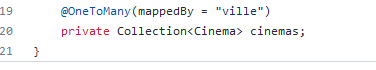 19 @OneToMany(mappedBy = "ville")
20 private Collection<Cinema> cinemas;
21 }